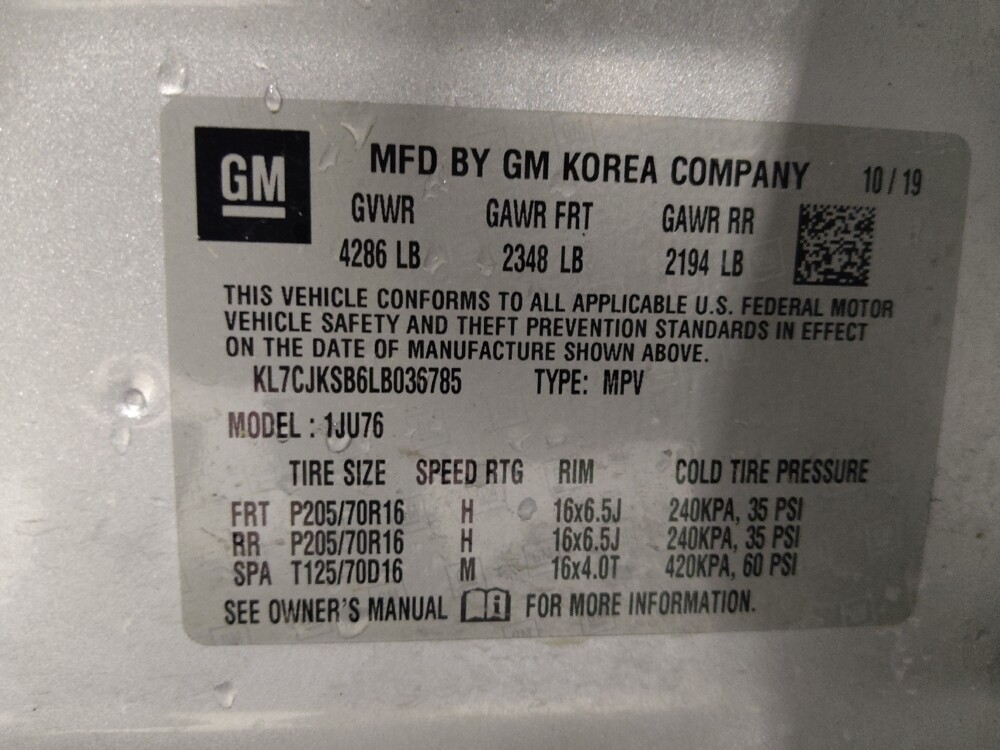 GM
MFD BY GM KOREA COMPANY 10 / 19
GVWR GAWR FRT GAWR RR
4286 LB 2348 LB 2194 LB
THIS VEHICLE CONFORMS TO ALL APPLICABLE U.S. FEDERAL MOTOR
VEHICLE SAFETY AND THEFT PREVENTION STANDARDS IN EFFECT
ON THE DATE OF MANUFACTURE SHOWN ABOVE.
KL7CJKSB6LB036785 TYPE: MPV
MODEL : 1JU76
TIRE SIZE SPEED RTG RIM COLD TIRE PRESSURE
FRT P205/70R16 H 16x6.5J 240KPA, 35 PSI
RR P205/70R16 H 16x6.5J 240KPA, 35 PSI
SPA T125/70D16 M 16x4.0T 420KPA, 60 PSI
SEE OWNER'S MANUAL i FOR MORE INFORMATION.